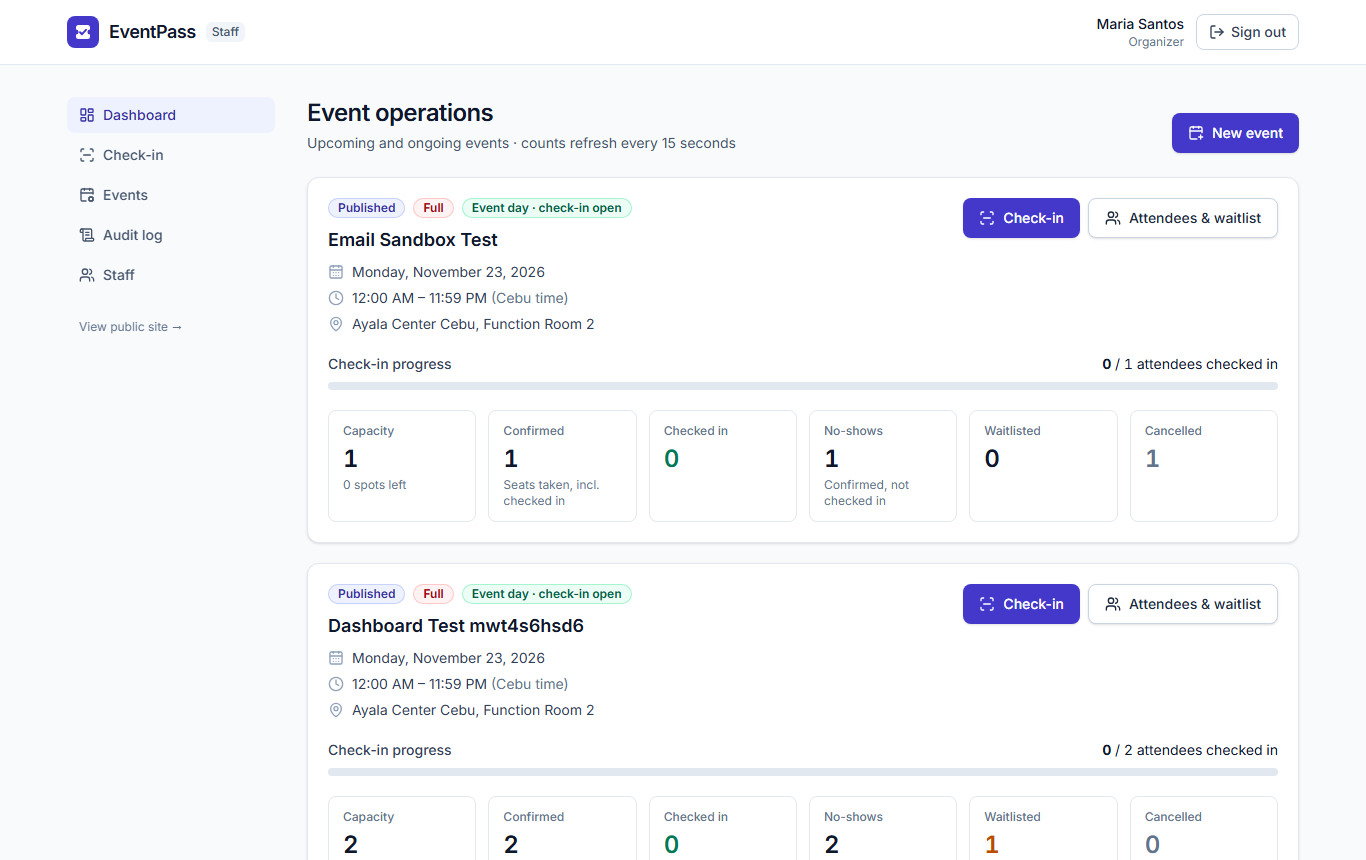 EventPass Staff
Maria Santos
Organizer
Sign out
Dashboard
Check-in
Events
Audit log
Staff
View public site →
Event operations
Upcoming and ongoing events · counts refresh every 15 seconds
New event
Published Full Event day · check-in open
Email Sandbox Test
Monday, November 23, 2026
12:00 AM – 11:59 PM (Cebu time)
Ayala Center Cebu, Function Room 2
Check-in
Attendees & waitlist
Check-in progress
0 / 1 attendees checked in
Capacity
1
0 spots left
Confirmed
1
Seats taken, incl.
checked in
Checked in
0
No-shows
1
Confirmed, not
checked in
Waitlisted
0
Cancelled
1
Published Full Event day · check-in open
Dashboard Test mwt4s6hsd6
Monday, November 23, 2026
12:00 AM – 11:59 PM (Cebu time)
Ayala Center Cebu, Function Room 2
Check-in
Attendees & waitlist
Check-in progress
0 / 2 attendees checked in
Capacity
2
Confirmed
2
Checked in
0
No-shows
2
Waitlisted
1
Cancelled
0